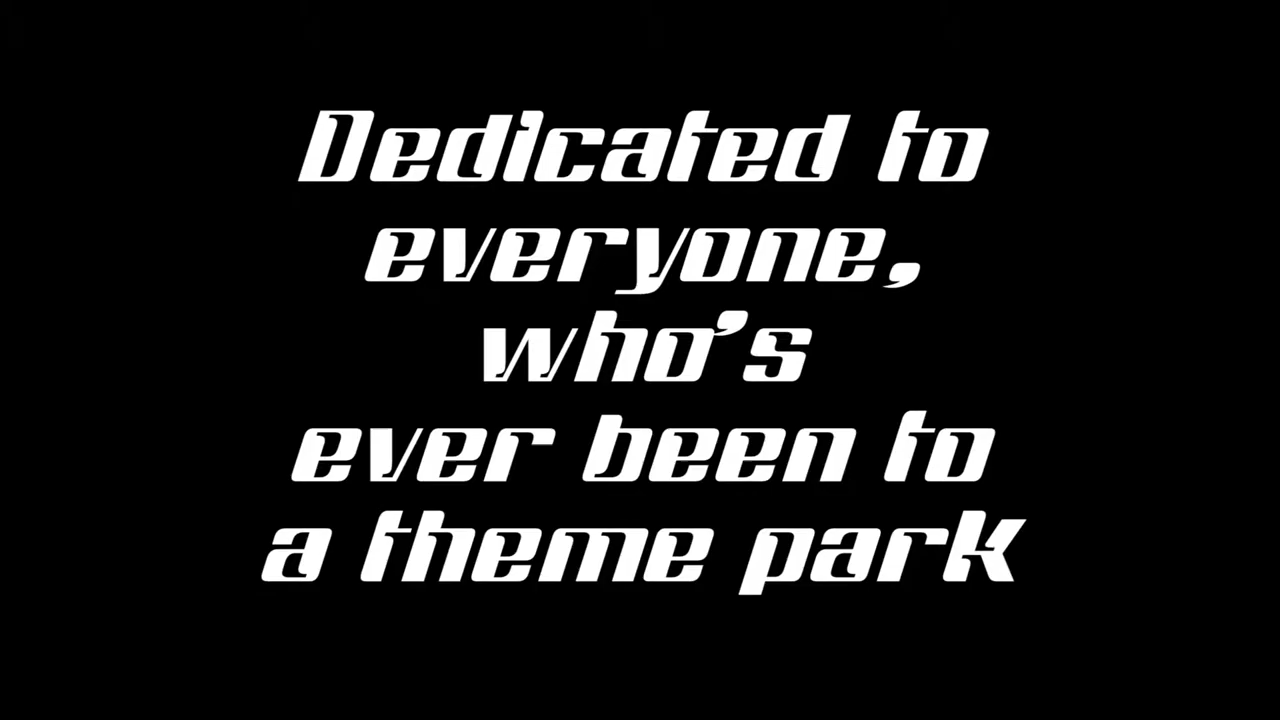 Dedicated to
everyone,
who's
ever been to
a theme park